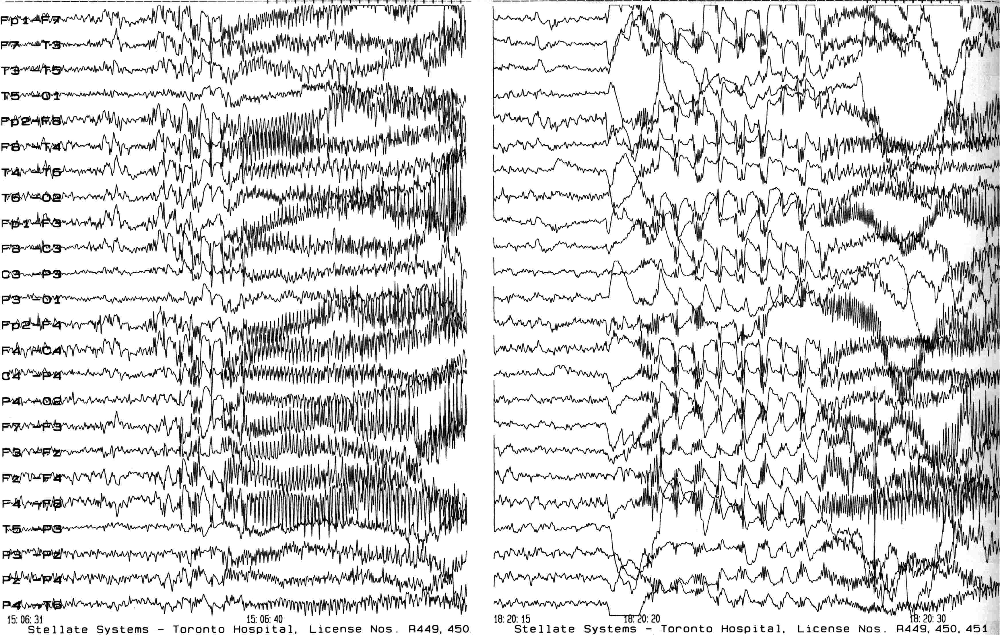 Fp1-F7
F7 -T3
T3 -T5
T5 -O1
Fp2-F8
F8 -T4
T4 -T6
T6 -O2
Fp1-F3
F3 -C3
C3 -P3
P3 -O1
Fp2-F4
F4 -C4
C4 -P4
P4 -O2
F7 -F3
F3 -Fz
Fz -F4
F4 -F8
T5 -P3
P3 -Pz
Pz -P4
P4 -T6
15:06:31 15:06:40 18:20:15 18:20:20 18:20:30
Stellate Systems - Toronto Hospital, License Nos. R449, 450,
Stellate Systems - Toronto Hospital, License Nos. R449, 450, 451